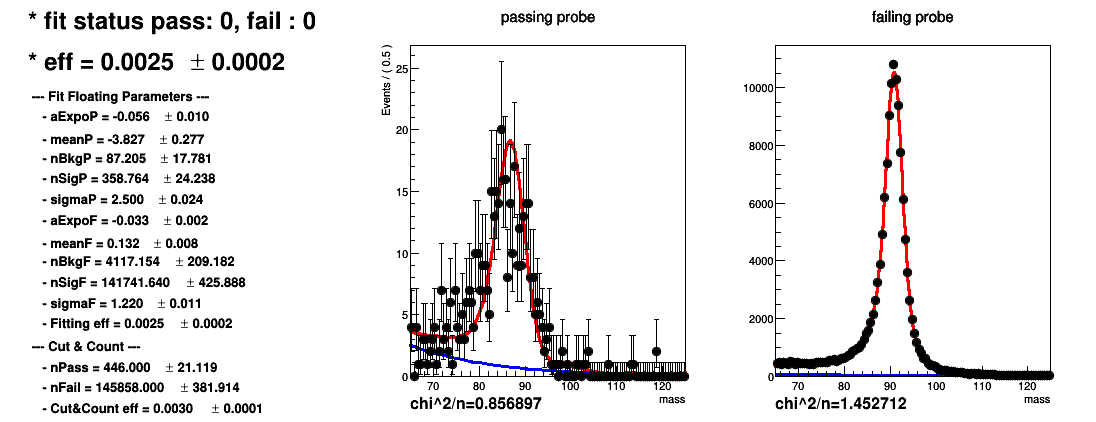 * fit status pass: 0, fail : 0
* eff = 0.0025 ± 0.0002
--- Fit Floating Parameters ---
- aExpoP = -0.056 ± 0.010
- meanP = -3.827 ± 0.277
- nBkgP = 87.205 ± 17.781
- nSigP = 358.764 ± 24.238
- sigmaP = 2.500 ± 0.024
- aExpoF = -0.033 ± 0.002
- meanF = 0.132 ± 0.008
- nBkgF = 4117.154 ± 209.182
- nSigF = 141741.640 ± 425.888
- sigmaF = 1.220 ± 0.011
- Fitting eff = 0.0025 ± 0.0002
--- Cut & Count ---
- nPass = 446.000 ± 21.119
- nFail = 145858.000 ± 381.914
- Cut&Count eff = 0.0030 ± 0.0001
passing probe
Events / ( 0.5 )
25
20
15
10
5
0
70 80 90 100 110 120
mass
chi^2/n=0.856897
failing probe
10000
8000
6000
4000
2000
0
70 80 90 100 110 120
mass
chi^2/n=1.452712